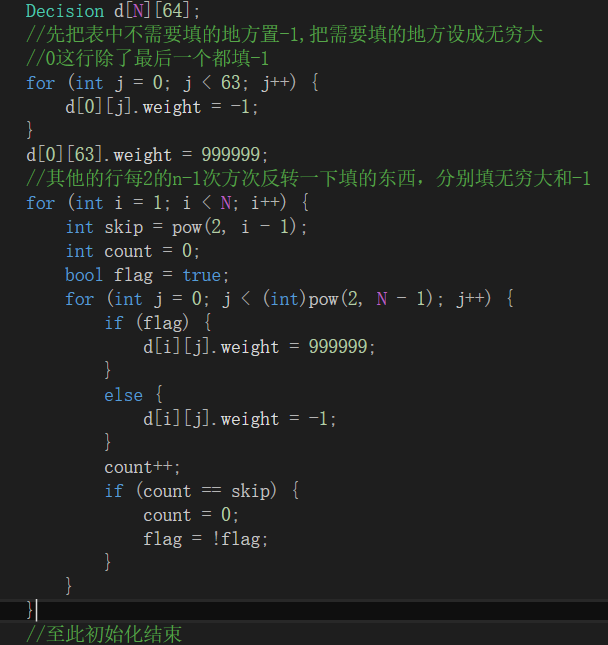 Decision d[N][64];
//先把表中不需要填的地方置-1,把需要填的地方设成无穷大
//0这行除了最后一个都填-1
for (int j = 0; j < 63; j++) {
    d[0][j].weight = -1;
}
d[0][63].weight = 999999;
//其他的行每2的n-1次方次反转一下填的东西，分别填无穷大和-1
for (int i = 1; i < N; i++) {
    int skip = pow(2, i - 1);
    int count = 0;
    bool flag = true;
    for (int j = 0; j < (int)pow(2, N - 1); j++) {
        if (flag) {
            d[i][j].weight = 999999;
        }
        else {
            d[i][j].weight = -1;
        }
        count++;
        if (count == skip) {
            count = 0;
            flag = !flag;
        }
    }
}
//至此初始化结束